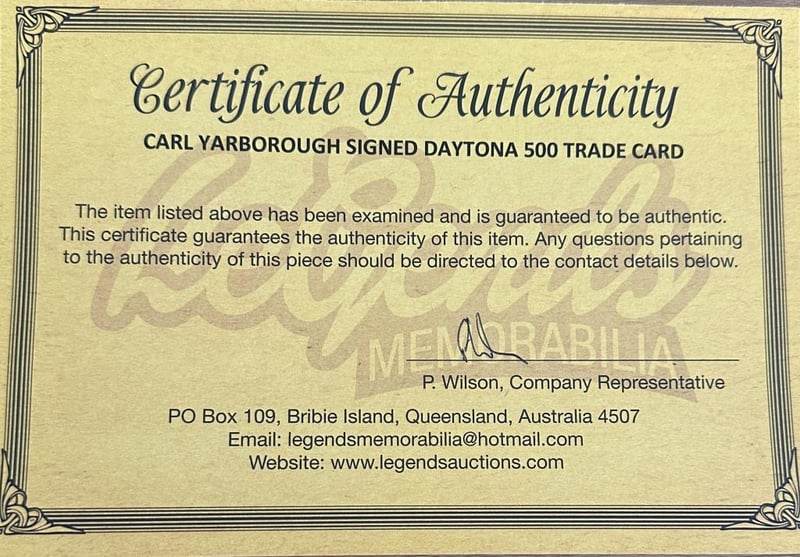 Certificate of Authenticity
CARL YARBOROUGH SIGNED DAYTONA 500 TRADE CARD
Legends
MEMORABILIA
The item listed above has been examined and is guaranteed to be authentic.
This certificate guarantees the authenticity of this item. Any questions pertaining
to the authenticity of this piece should be directed to the contact details below.
P. Wilson, Company Representative
PO Box 109, Bribie Island, Queensland, Australia 4507
Email: legendsmemorabilia@hotmail.com
Website: www.legendsauctions.com